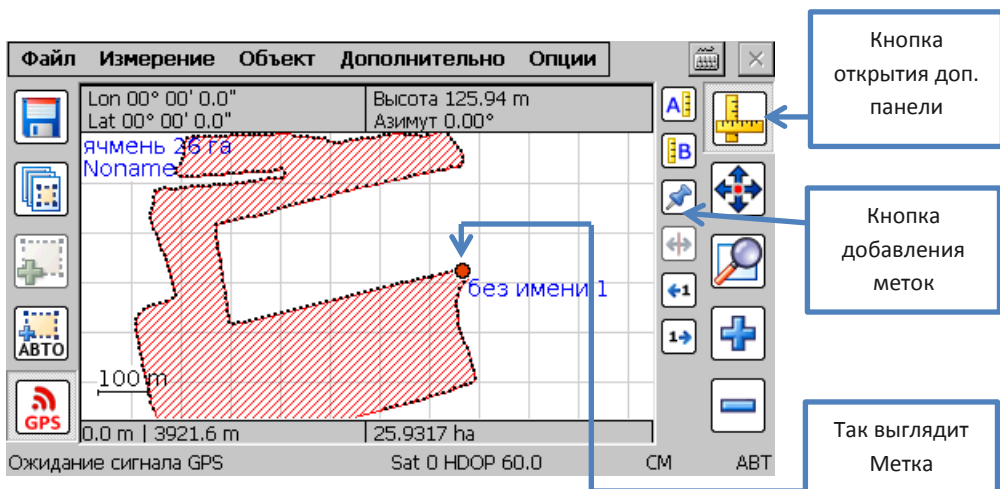 Кнопка
открытия доп.
панели
Файл Измерение Объект Дополнительно Опции
Lon 00° 00' 0.0"
Lat 00° 00' 0.0"
Высота 125.94 m
Азимут 0.00°
A
B
ячмень 26 га
Noname
Кнопка
добавления
меток
без имени 1
1
1
АВТО
100 m
GPS
0.0 m | 3921.6 m
25.9317 ha
Ожидание сигнала GPS
Sat 0 HDOP 60.0
СМ
АВТ
Так выглядит
Метка